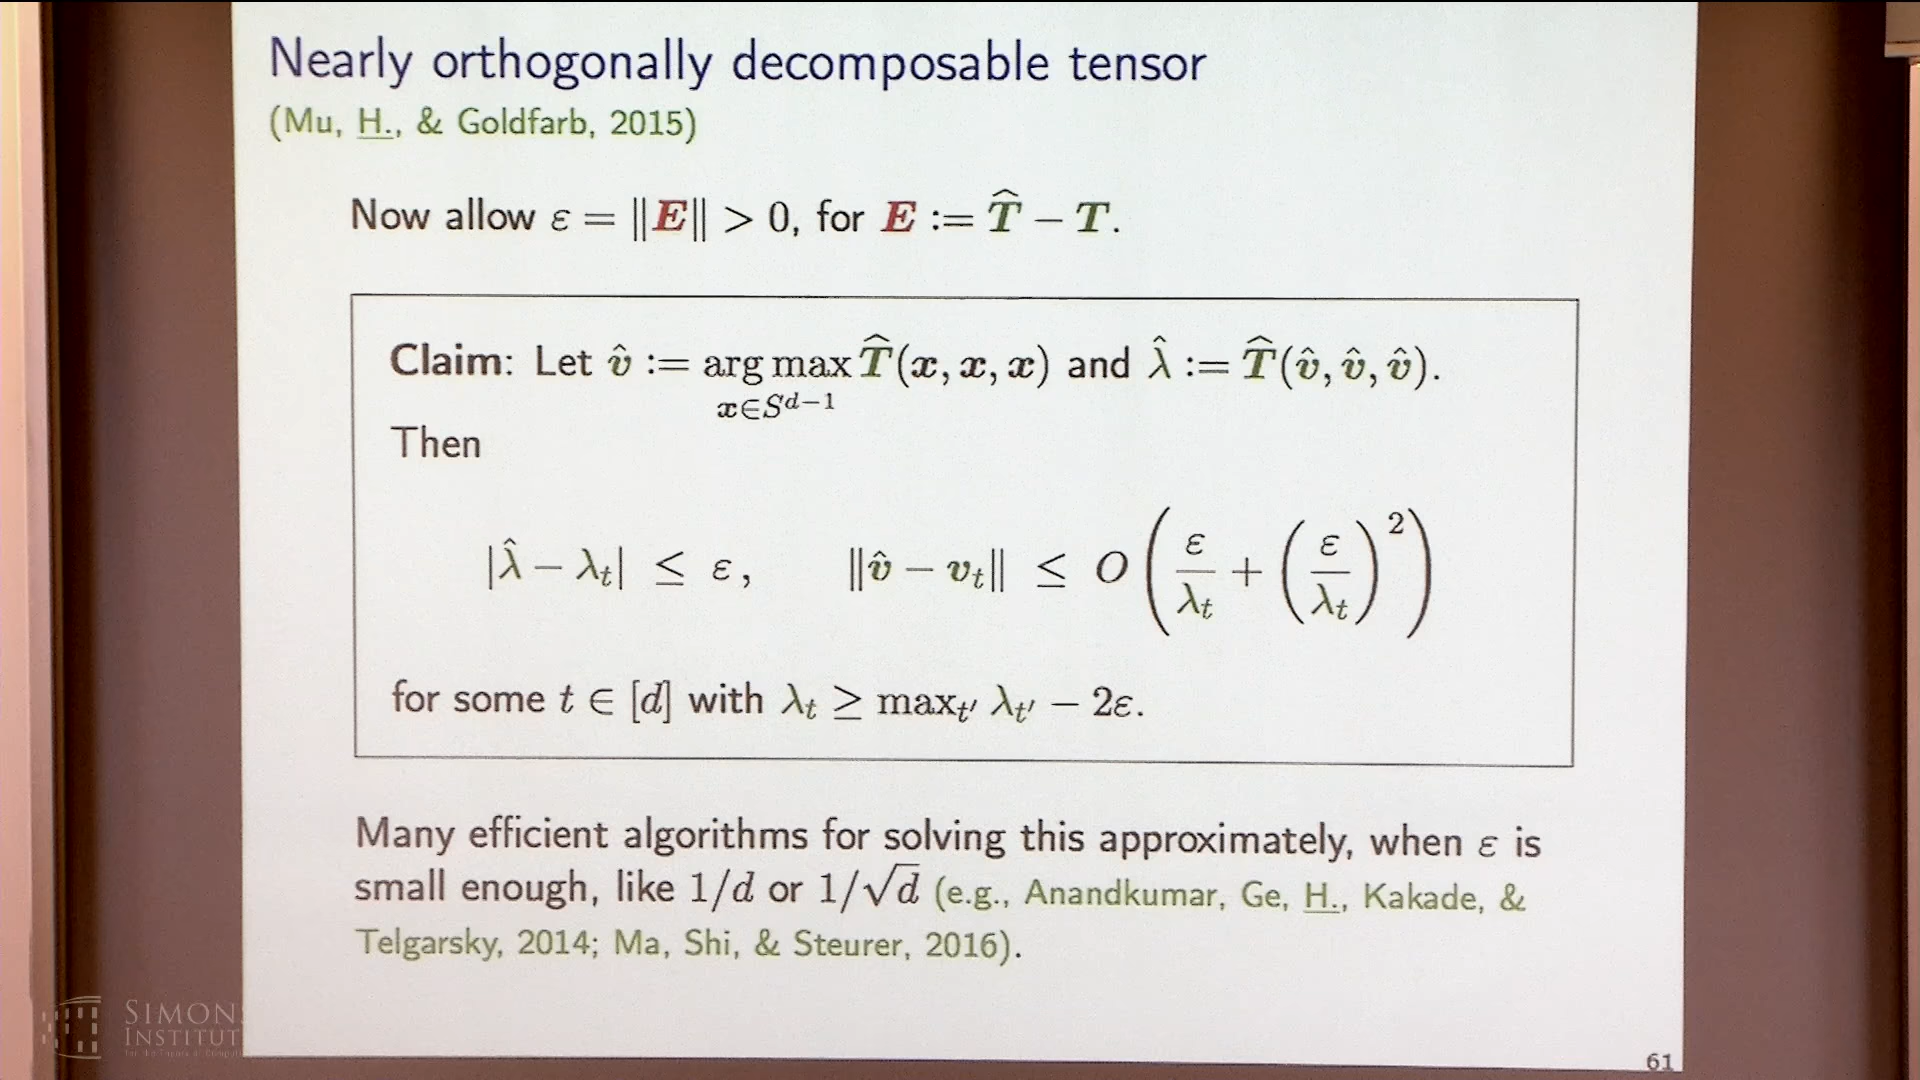 Nearly orthogonally decomposable tensor
(Mu, H., & Goldfarb, 2015)
Now allow ε = ‖E‖ > 0, for E := T̂ − T.
Claim: Let v̂ := arg max_{x∈S^{d−1}} T̂(x, x, x) and λ̂ := T̂(v̂, v̂, v̂).
Then
|λ̂ − λ_t| ≤ ε, ‖v̂ − v_t‖ ≤ O(ε/λ_t + (ε/λ_t)²)
for some t ∈ [d] with λ_t ≥ max_{t′} λ_{t′} − 2ε.
Many efficient algorithms for solving this approximately, when ε is
small enough, like 1/d or 1/√d (e.g., Anandkumar, Ge, H., Kakade, &
Telgarsky, 2014; Ma, Shi, & Steurer, 2016).
SIMONS
INSTITUT
61